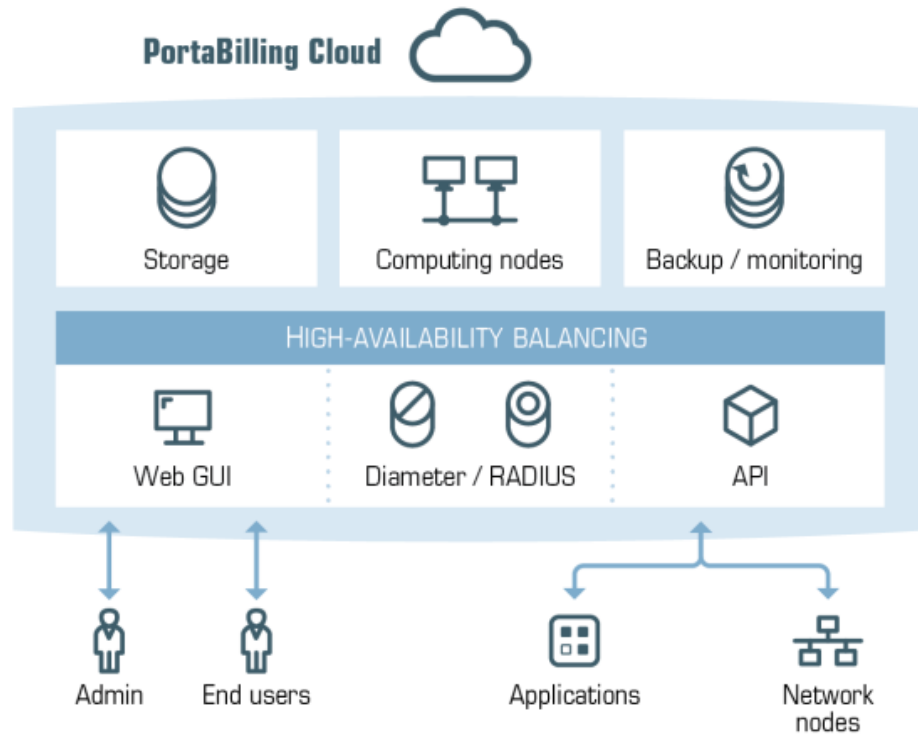 PortaBilling Cloud
Storage
Computing nodes
Backup / monitoring
HIGH-AVAILABILITY BALANCING
Web GUI
Diameter / RADIUS
API
Admin
End users
Applications
Network
nodes